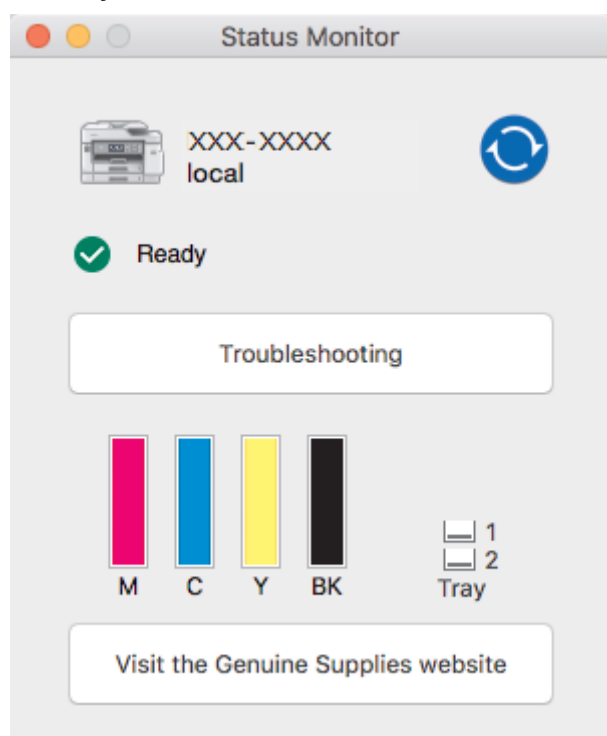 Status Monitor
XXX-XXXX
local
Ready
Troubleshooting
M C Y BK
1
2
Tray
Visit the Genuine Supplies website